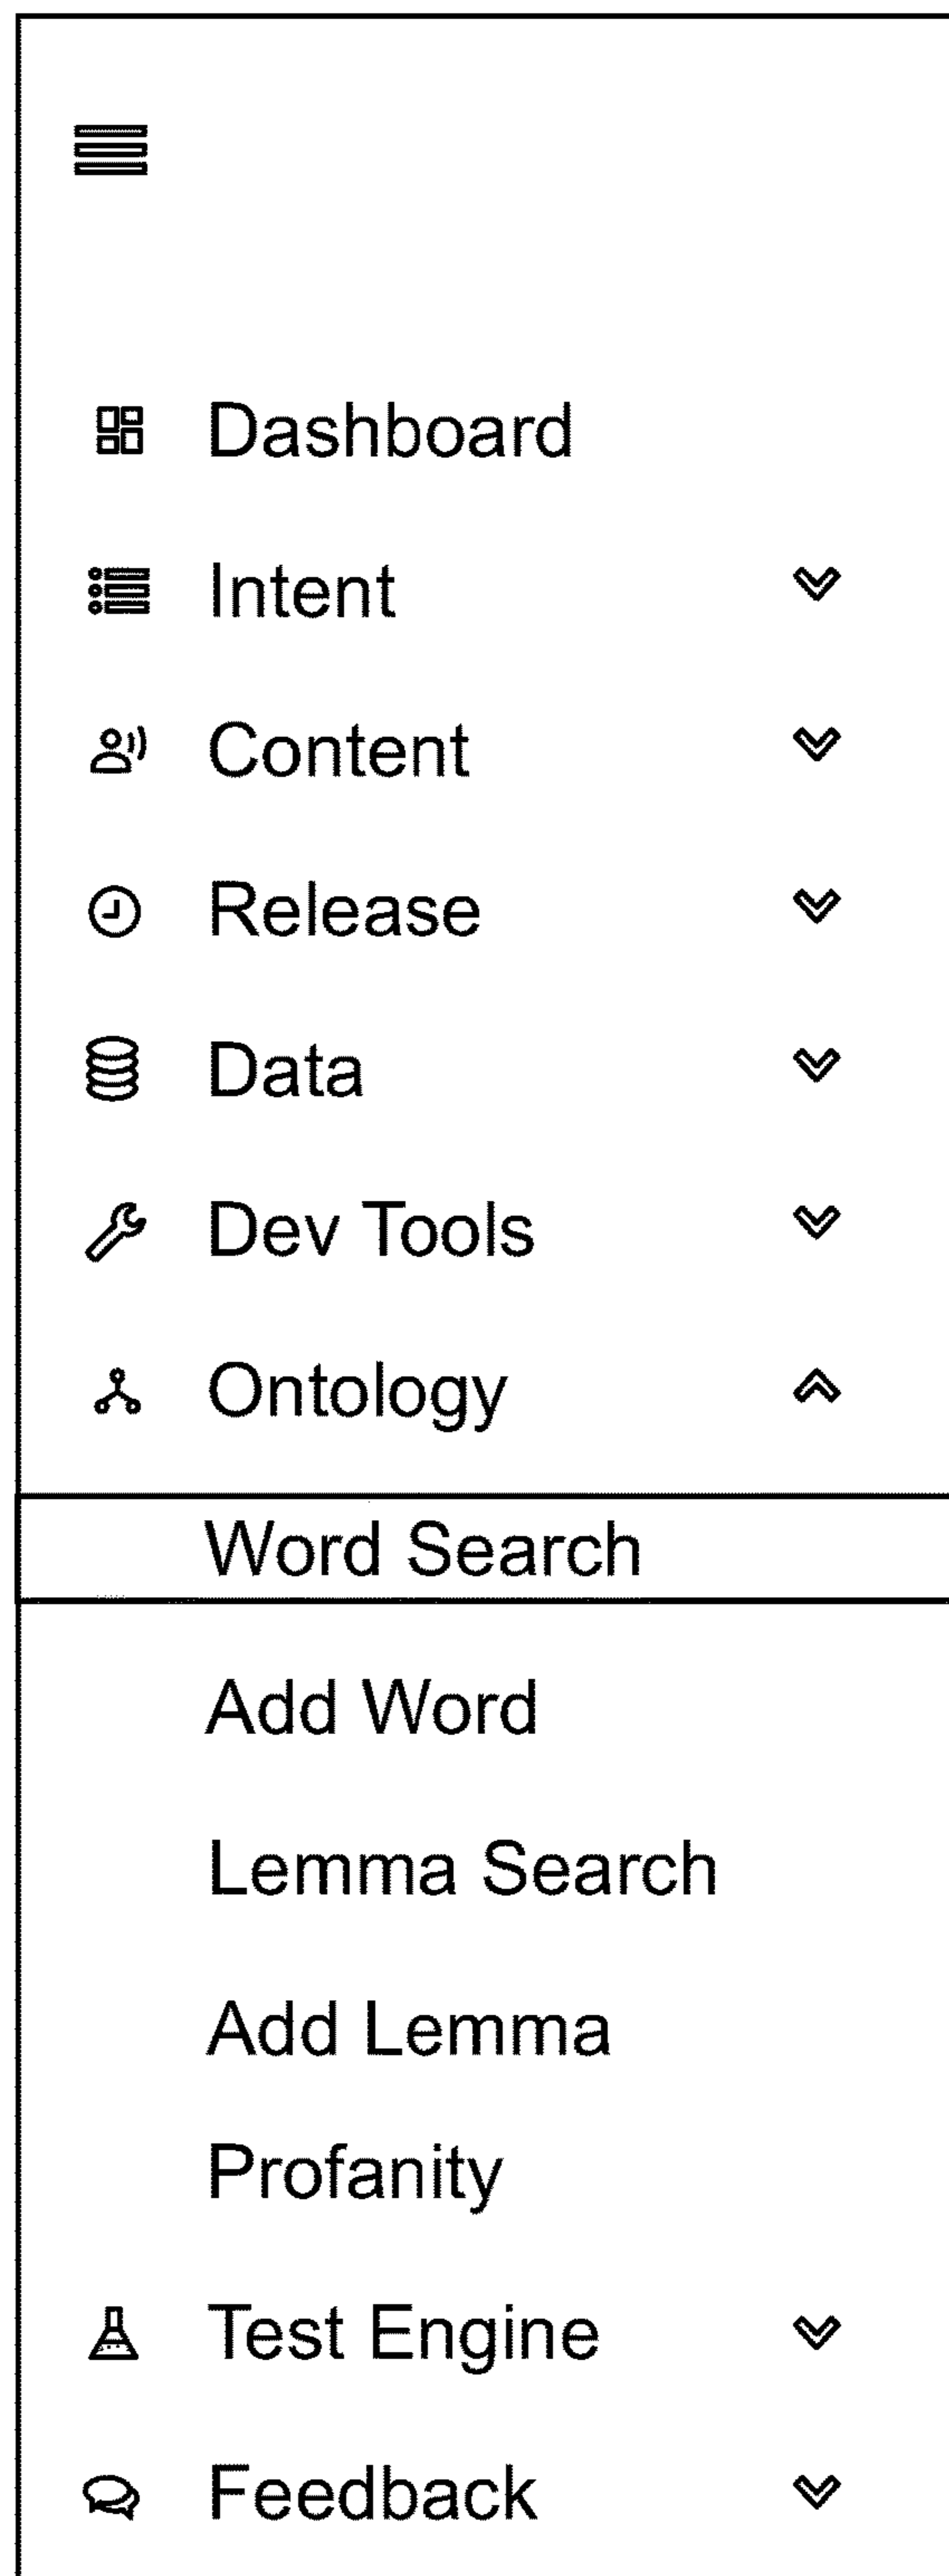 Dashboard
Intent
Content
Release
Data
Dev Tools
Ontology
Word Search
Add Word
Lemma Search
Add Lemma
Profanity
Test Engine
Feedback